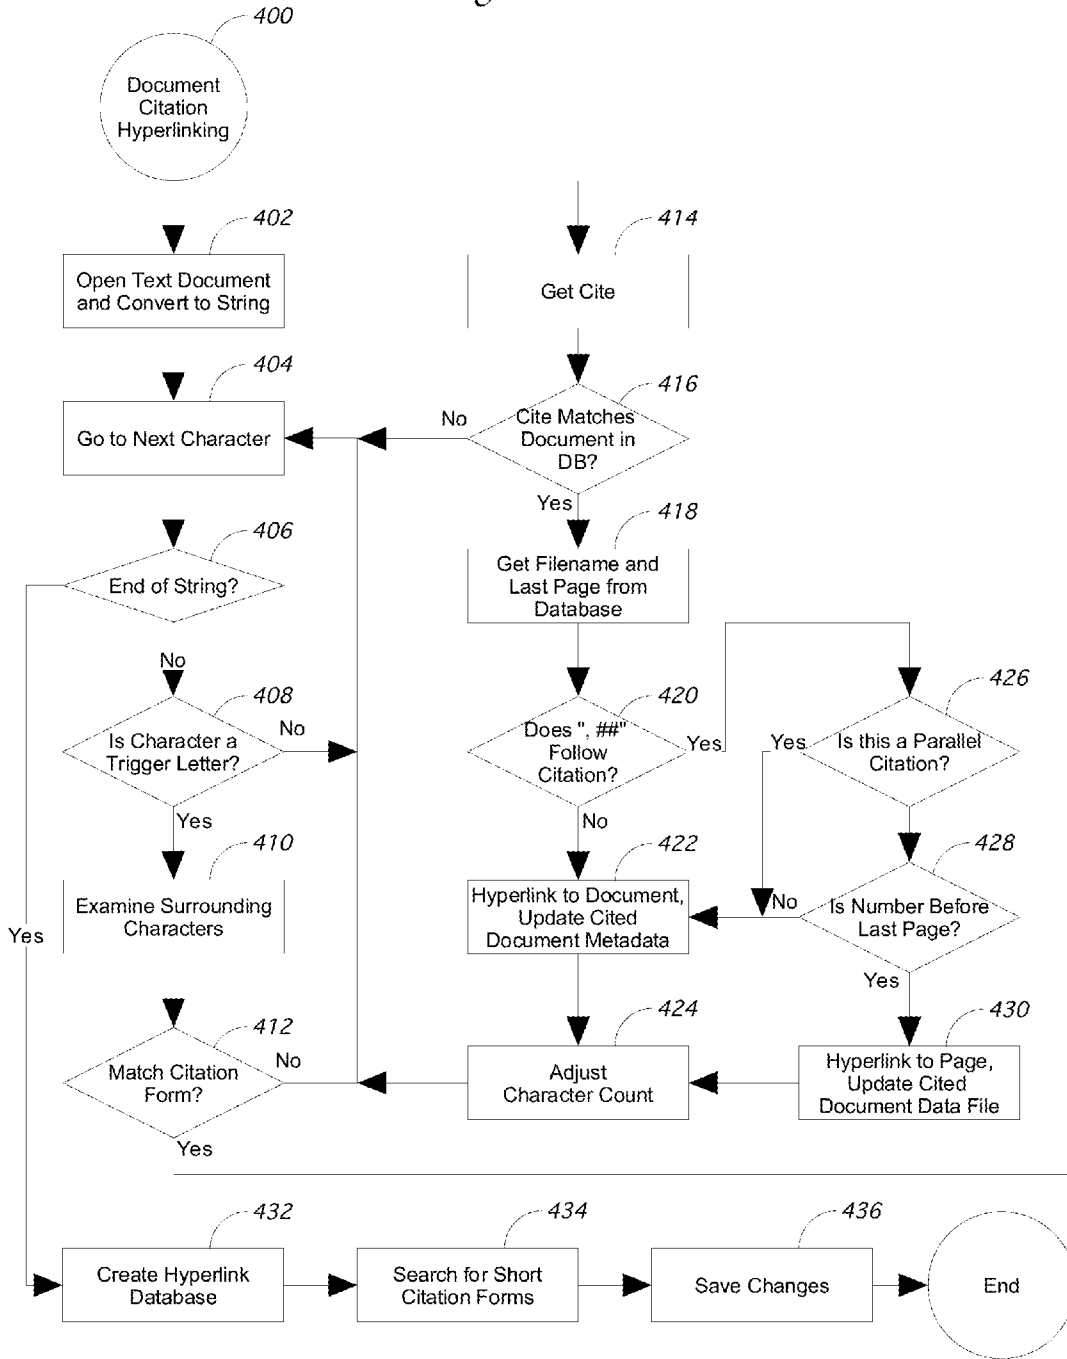 400
Document
Citation
Hyperlinking
402
Open Text Document
and Convert to String
404
Go to Next Character
406
End of String?
No
408
Is Character a
Trigger Letter?
No
Yes
410
Examine Surrounding
Characters
Yes
412
Match Citation
Form?
No
Yes
414
Get Cite
416
Cite Matches
Document in
DB?
No
Yes
418
Get Filename and
Last Page from
Database
420
Does ", ##"
Follow
Citation?
Yes
No
422
Hyperlink to Document,
Update Cited
Document Metadata
424
Adjust
Character Count
426
Is this a Parallel
Citation?
Yes
428
Is Number Before
Last Page?
No
Yes
430
Hyperlink to Page,
Update Cited
Document Data File
432
Create Hyperlink
Database
434
Search for Short
Citation Forms
436
Save Changes
End